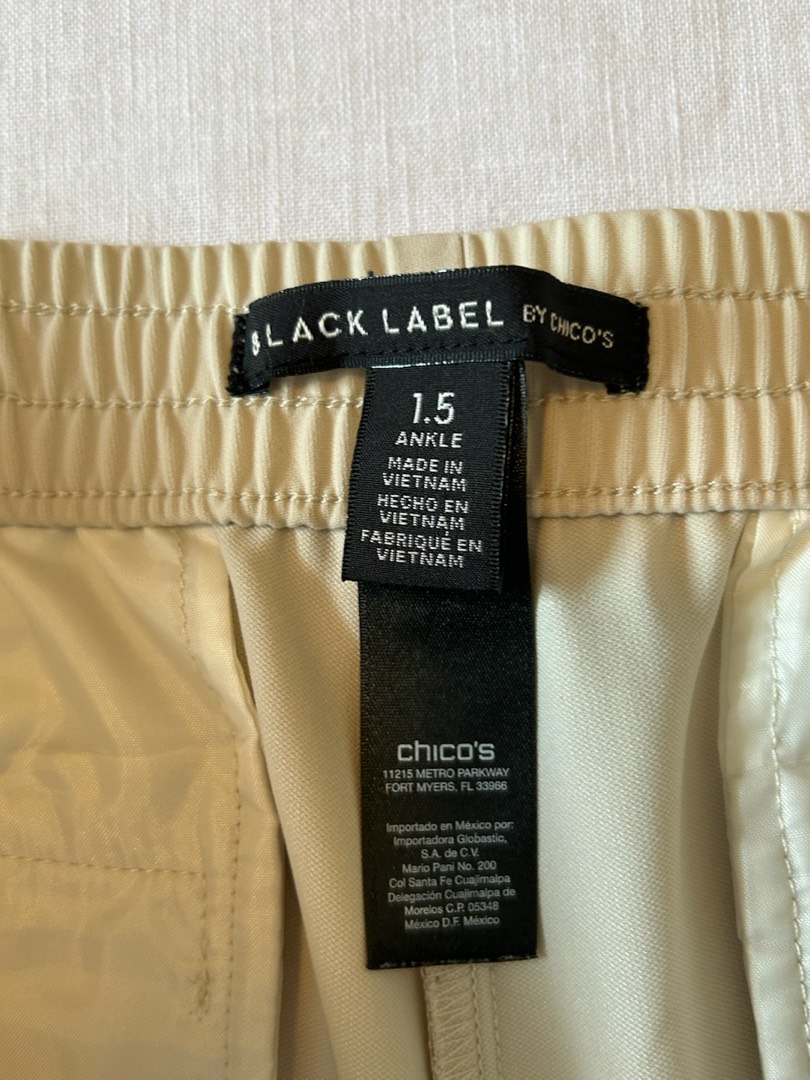 BLACK LABEL BY CHICO'S
1.5
ANKLE
MADE IN
VIETNAM
HECHO EN
VIETNAM
FABRIQUÉ EN
VIETNAM
chico's
11215 METRO PARKWAY
FORT MYERS, FL 33966
Importado en México por:
Importadora Globastic,
S.A. de C.V.
Mario Pani No. 200
Col Santa Fe Cuajimalpa
Delegación Cuajimalpa de
Morelos C.P. 05348
México D.F. México